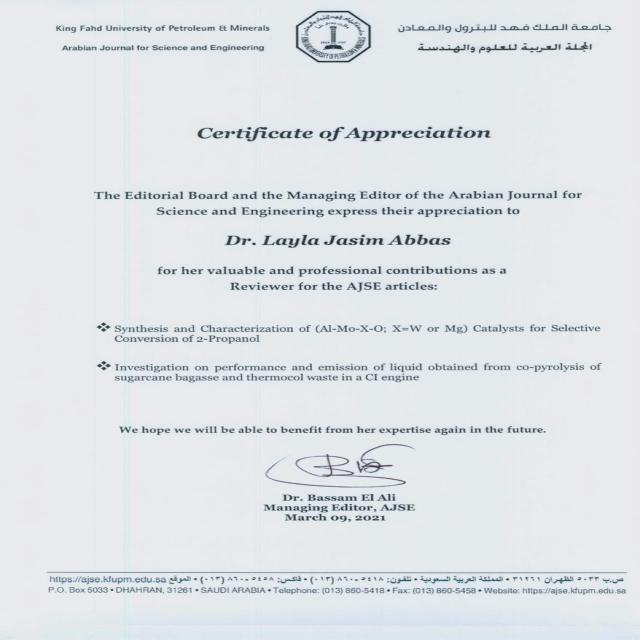 King Fahd University of Petroleum & Minerals
Arabian Journal for Science and Engineering
جامعة الملك فهد للبترول والمعادن
المجلة العربية للعلوم والهندسة
Certificate of Appreciation
The Editorial Board and the Managing Editor of the Arabian Journal for
Science and Engineering express their appreciation to
Dr. Layla Jasim Abbas
for her valuable and professional contributions as a
Reviewer for the AJSE articles:
❖ Synthesis and Characterization of (Al-Mo-X-O; X=W or Mg) Catalysts for Selective
Conversion of 2-Propanol
❖ Investigation on performance and emission of liquid obtained from co-pyrolysis of
sugarcane bagasse and thermocol waste in a CI engine
We hope we will be able to benefit from her expertise again in the future.
Dr. Bassam El Ali
Managing Editor, AJSE
March 09, 2021
ص.ب ٥٠٣٣ الظهران ٣١٢٦١ • المملكة العربية السعودية • تلفون: ٥٤١٨-٨٦٠ (٠١٣) • فاكس: ٥٤٥٨-٨٦٠ (٠١٣) • الموقع https://ajse.kfupm.edu.sa
P.O. Box 5033 • DHAHRAN, 31261 • SAUDI ARABIA • Telephone: (013) 860-5418 • Fax: (013) 860-5458 • Website: https://ajse.kfupm.edu.sa